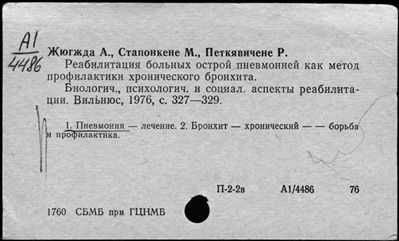 А1
4486
Жюгжда А., Стапонкене М., Петкявичене Р.
Реабилитация больных острой пневмонией как метод
профилактики хронического бронхита.
Биологич., психологич. и социал. аспекты реабилита-
ции. Вильнюс, 1976, с. 327—329.
1. Пневмония — лечение. 2. Бронхит — хронический — — борьба
и профилактика.
П-2-2в А1/4486 76
1760 СБМБ при ГЦНМБ